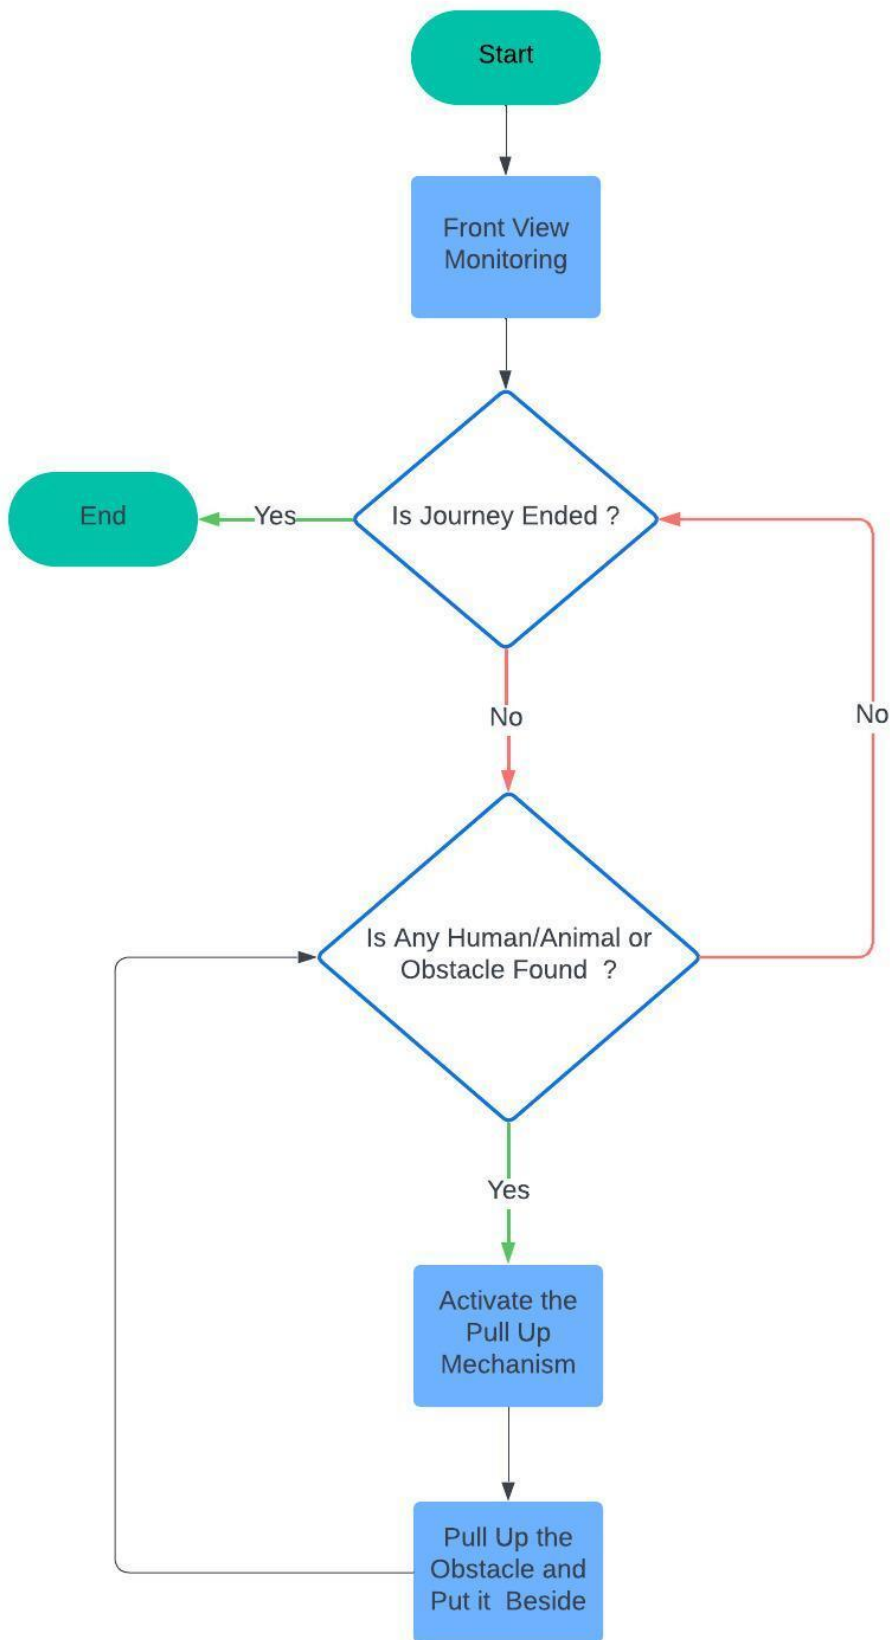 Start
Front View
Monitoring
Is Journey Ended ?
Yes
End
No
No
Is Any Human/Animal or
Obstacle Found  ?
Yes
Activate the
Pull Up
Mechanism
Pull Up the
Obstacle and
Put it  Beside